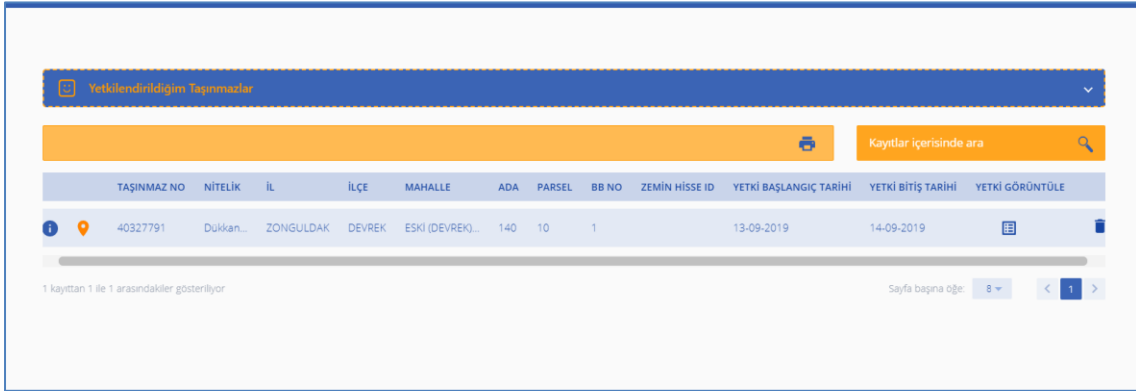 Yetkilendirildiğim Taşınmazlar
Kayıtlar içerisinde ara
TAŞINMAZ NO NİTELİK İL İLÇE MAHALLE ADA PARSEL BB NO ZEMİN HİSSE ID YETKİ BAŞLANGIÇ TARİHİ YETKİ BİTİŞ TARİHİ YETKİ GÖRÜNTÜLE
40327791 Dükkan... ZONGULDAK DEVREK ESKİ (DEVREK)... 140 10 1 13-09-2019 14-09-2019
1 kayıttan 1 ile 1 arasındakiler gösteriliyor Sayfa başına öğe: 8 < 1 >